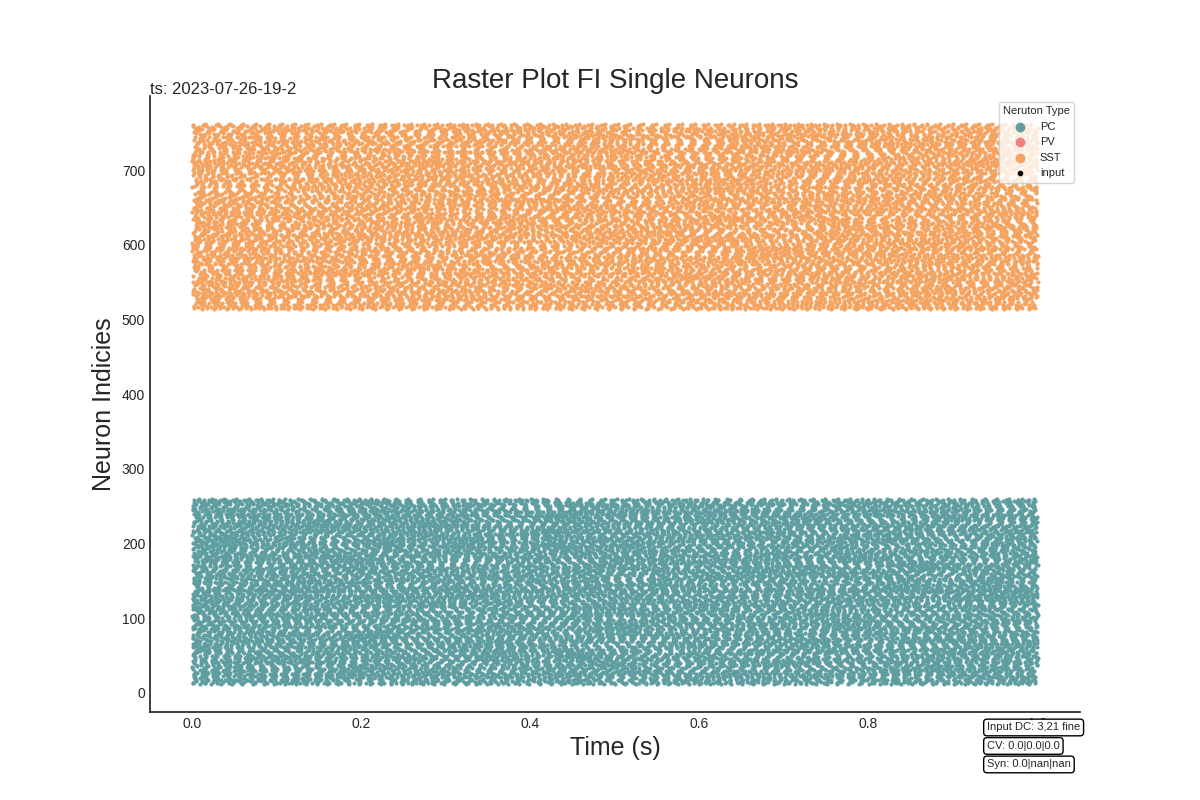 Raster Plot FI Single Neurons
ts: 2023-07-26-19-2
Neruton Type
PC
PV
SST
input
Neuron Indicies
700
600
500
400
300
200
100
0
0.0
0.2
0.4
0.6
0.8
Time (s)
Input DC: 3,21 fine
CV: 0.0|0.0|0.0
Syn: 0.0|nan|nan